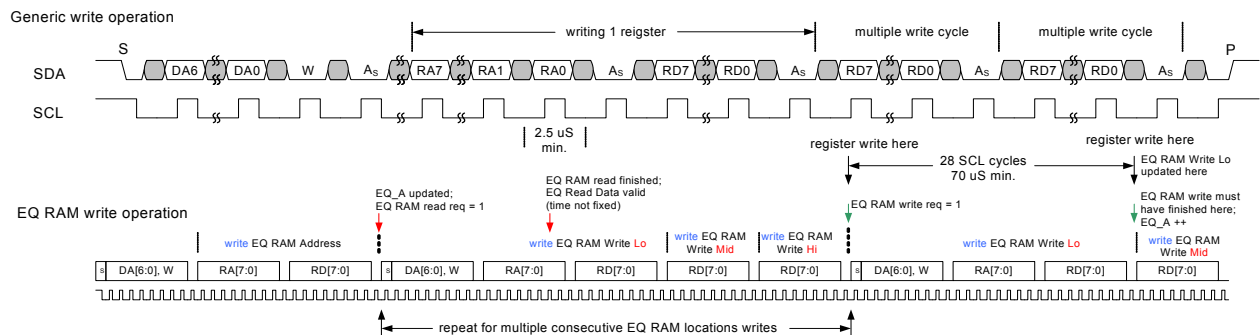 Generic write operation
writing 1 reigster
multiple write cycle
multiple write cycle
S
P
SDA
DA6 DA0 W As RA7 RA1 RA0 As RD7 RD0 As RD7 RD0 As RD7 RD0 As
SCL
2.5 uS
min.
register write here
register write here
28 SCL cycles
70 uS min.
EQ RAM Write Lo
updated here
EQ_A updated;
EQ RAM read req = 1
EQ RAM read finished;
EQ Read Data valid
(time not fixed)
EQ RAM write req = 1
EQ RAM write must
have finished here;
EQ_A ++
EQ RAM write operation
write EQ RAM Address
write EQ RAM Write Lo
write EQ RAM
Write Mid
write EQ RAM
Write Hi
write EQ RAM Write Lo
write EQ RAM
Write Mid
s DA[6:0], W RA[7:0] RD[7:0] s DA[6:0], W RA[7:0] RD[7:0] RD[7:0] RD[7:0] s DA[6:0], W RA[7:0] RD[7:0] RD[7:0]
repeat for multiple consecutive EQ RAM locations writes